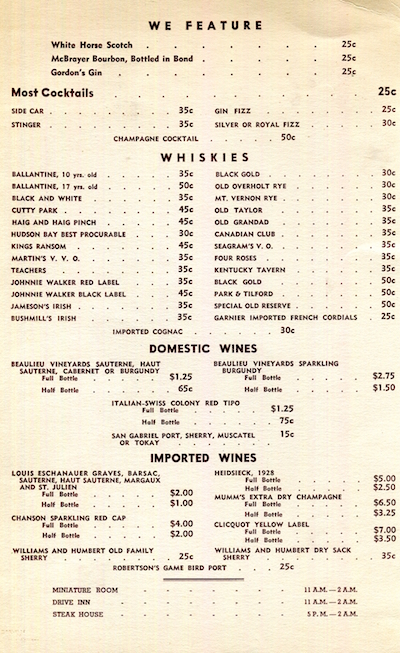 WE FEATURE
White Horse Scotch . . . . . . . . 25c
McBrayer Bourbon, Bottled in Bond . . . . . 25c
Gordon's Gin . . . . . . . . . 25c
Most Cocktails . . . . . . . . . . . 25c
SIDE CAR . . . . . . 35c
STINGER . . . . . . 35c
GIN FIZZ . . . . . . 25c
SILVER OR ROYAL FIZZ . . . . 30c
CHAMPAGNE COCKTAIL . . . . 50c
WHISKIES
BALLANTINE, 10 yrs. old . . . . 35c
BALLANTINE, 17 yr. old . . . . 50c
BLACK AND WHITE . . . . . 35c
CUTTY PARK . . . . . . 45c
HAIG AND HAIG PINCH . . . . 45c
HUDSON BAY BEST PROCURABLE . . 30c
KINGS RANSOM . . . . . 45c
MARTIN'S V. V. O. . . . . . 35c
TEACHERS . . . . . . 35c
JOHNNIE WALKER RED LABEL . . . 35c
JOHNNIE WALKER BLACK LABEL . . . 45c
JAMESON'S IRISH . . . . . 35c
BUSHMILL'S IRISH . . . . . 35c
BLACK GOLD . . . . . . 30c
OLD OVERHOLT RYE . . . . . 30c
MT. VERNON RYE . . . . . 30c
OLD TAYLOR . . . . . . 35c
OLD GRANDAD . . . . . . 35c
CANADIAN CLUB . . . . . 35c
SEAGRAM'S V. O. . . . . . 35c
FOUR ROSES . . . . . . 35c
KENTUCKY TAVERN . . . . . 35c
BLACK GOLD . . . . . . 50c
PARK & TILFORD . . . . . 50c
SPECIAL OLD RESERVE . . . . 50c
GARNIER IMPORTED FRENCH CORDIALS . 25c
IMPORTED COGNAC . . . . . 30c
DOMESTIC WINES
BEAULIEU VINEYARDS SAUTERNE, HAUT
SAUTERNE, CABERNET OR BURGUNDY
Full Bottle . . . . $1.25
Half Bottle . . . . 65c
BEAULIEU VINEYARDS SPARKLING
BURGUNDY
Full Bottle . . . . . $2.75
Half Bottle . . . . . $1.50
ITALIAN-SWISS COLONY RED TIPO
Full Bottle . . . . $1.25
Half Bottle . . . . 75c
SAN GABRIEL PORT, SHERRY, MUSCATEL 15c
OR TOKAY . . . . . .
IMPORTED WINES
LOUIS ESCHANAUER GRAVES, BARSAC,
SAUTERNE, HAUT SAUTERNE, MARGAUX
AND ST. JULIEN
Full Bottle . . . . $2.00
Half Bottle . . . . $1.00
CHANSON SPARKLING RED CAP
Full Bottle . . . . $4.00
Half Bottle . . . . $2.00
WILLIAMS AND HUMBERT OLD FAMILY
SHERRY . . . . . . 25c
HEIDSIECK, 1928
Full Bottle . . . . . $5.00
Half Bottle . . . . . $2.50
MUMM'S EXTRA DRY CHAMPAGNE
Full Bottle . . . . . $6.50
Half Bottle . . . . . $3.25
CLICQUOT YELLOW LABEL
Full Bottle . . . . . $7.00
Half Bottle . . . . . $3.50
WILLIAMS AND HUMBERT DRY SACK
SHERRY . . . . . . 35c
ROBERTSON'S GAME BIRD PORT . . . 25c
MINIATURE ROOM . . . . . . . 11 A.M.—2 A.M.
DRIVE INN . . . . . . . . 11 A.M.—2 A.M.
STEAK HOUSE . . . . . . . . 5 P.M.—2 A.M.